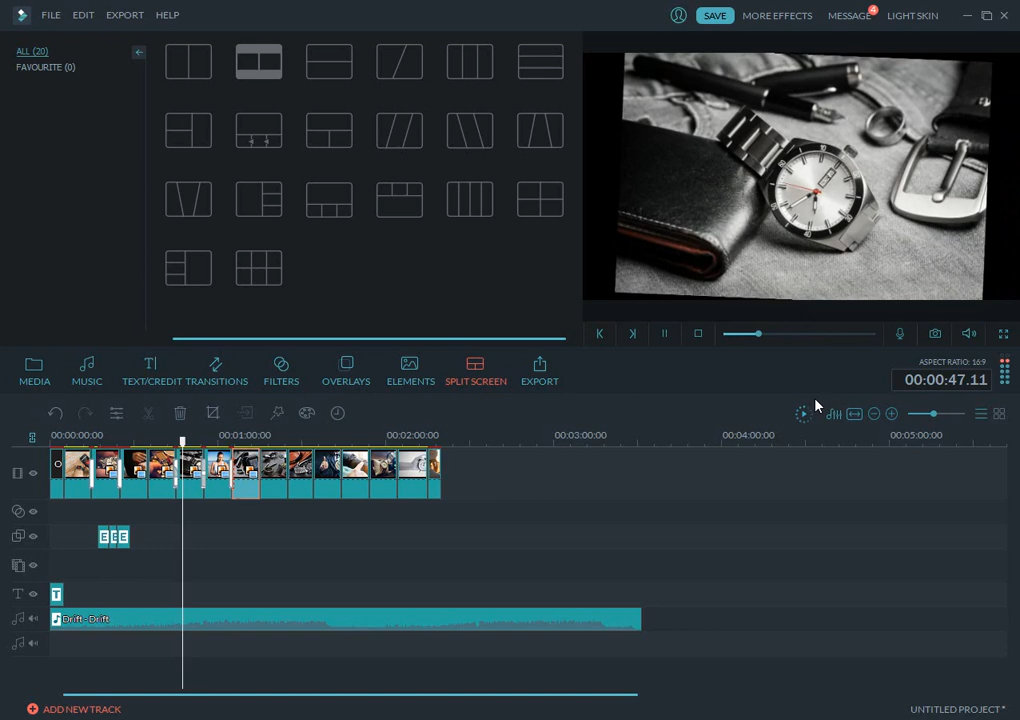 FILE EDIT EXPORT HELP SAVE MORE EFFECTS MESSAGE 4 LIGHT SKIN
ALL (20)
FAVOURITE (0)
MEDIA MUSIC TEXT/CREDIT TRANSITIONS FILTERS OVERLAYS ELEMENTS SPLIT SCREEN EXPORT
ASPECT RATIO: 16:9
00:00:47.11
00:00:00:00 00:01:00:00 00:02:00:00 00:03:00:00 00:04:00:00 00:05:00:00
O
E E E
T T
Drift - Drift
ADD NEW TRACK UNTITLED PROJECT *